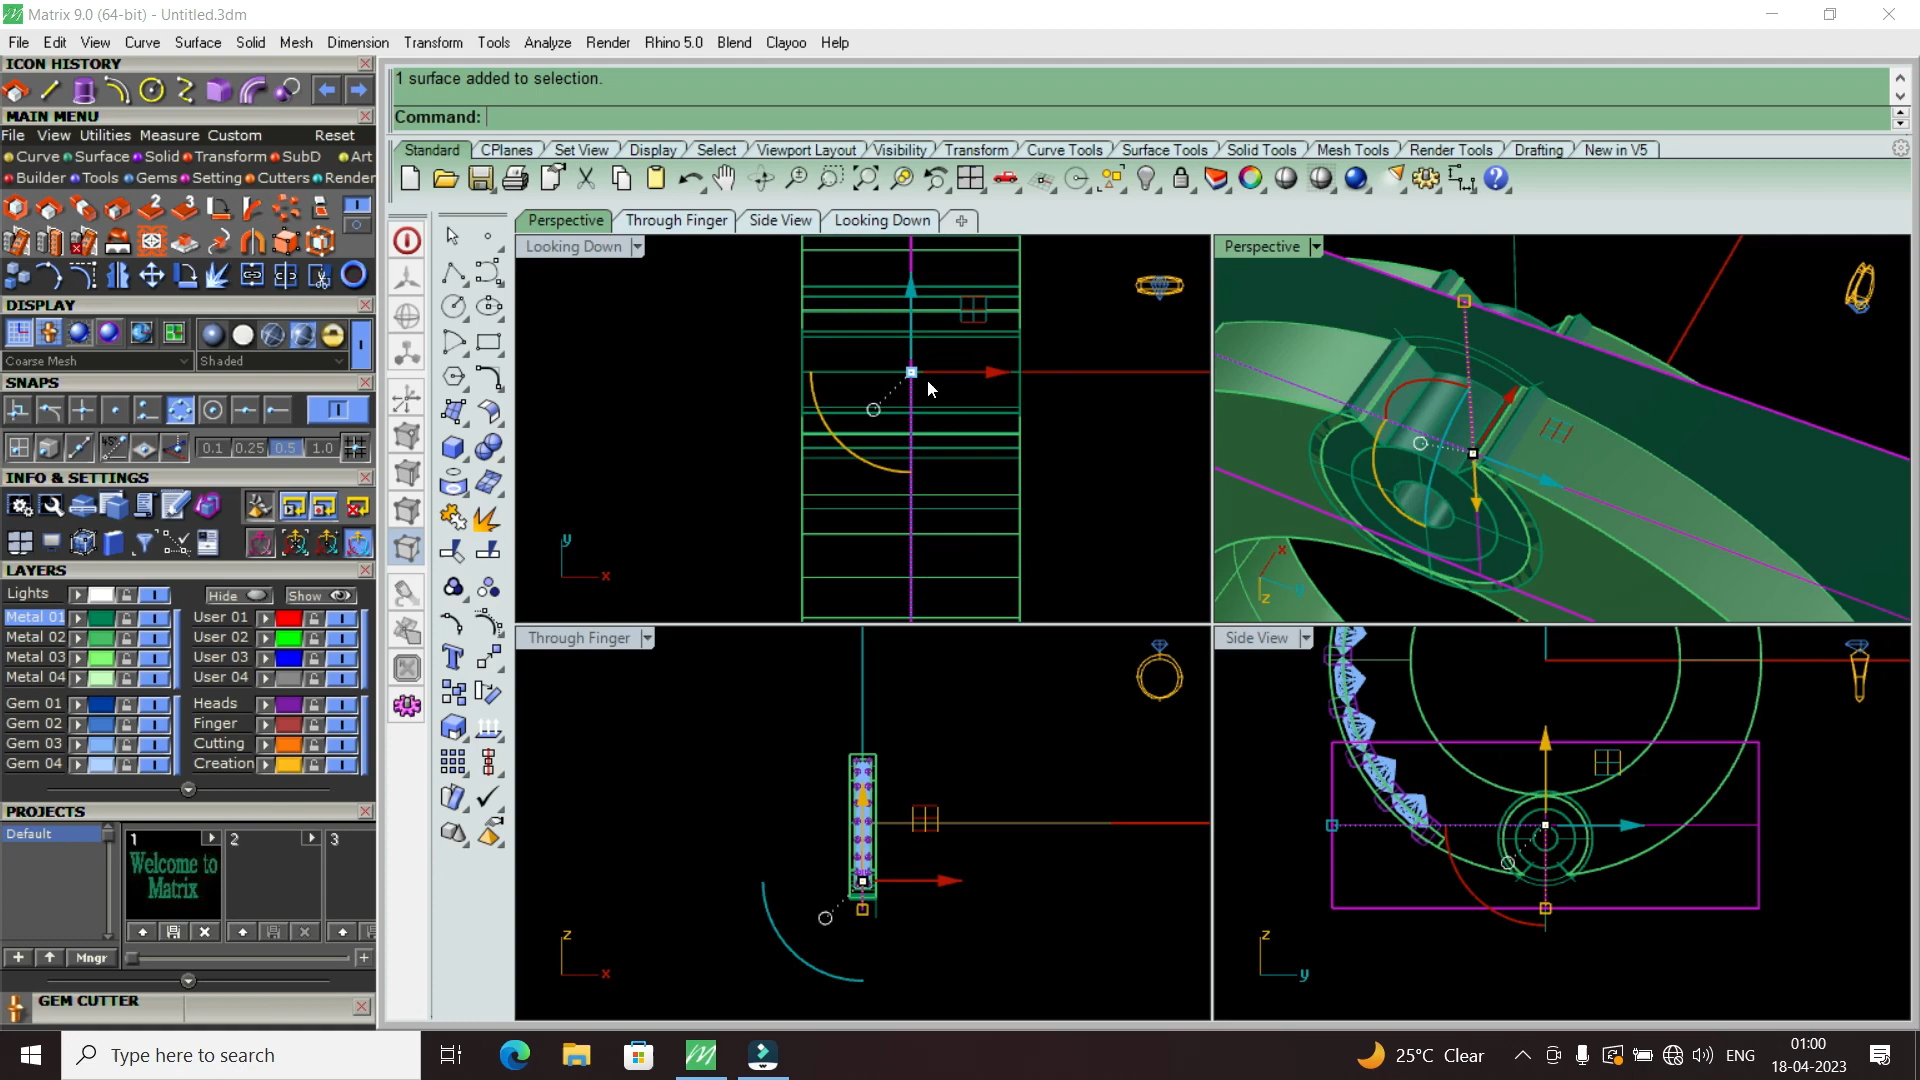 Matrix 9.0 (64-bit) - Untitled.3dm
File Edit View Curve Surface Solid Mesh Dimension Transform Tools Analyze Render Rhino 5.0 Blend Clayoo Help
ICON HISTORY
1 surface added to selection.
Command:
MAIN MENU
File View Utilities Measure Custom Reset
Curve Surface Solid Transform SubD Art
Builder Tools Gems Setting Cutters Render
Standard CPlanes Set View Display Select Viewport Layout Visibility Transform Curve Tools Surface Tools Solid Tools Mesh Tools Render Tools Drafting New in V5
Perspective Through Finger Side View Looking Down
Looking Down
Perspective
DISPLAY
Coarse Mesh Shaded
SNAPS
45°
0.1 0.25 0.5 1.0
INFO & SETTINGS
LAYERS
Lights Hide Show
Metal 01 User 01
Metal 02 User 02
Metal 03 User 03
Metal 04 User 04
Gem 01 Heads
Gem 02 Finger
Gem 03 Cutting
Gem 04 Creation
y
x
x
y
z
Through Finger
Side View
z
x
z
y
PROJECTS
Default
1 2 3
Welcome to
Matrix
Mngr
GEM CUTTER
Type here to search
25°C Clear
ENG
01:00
18-04-2023